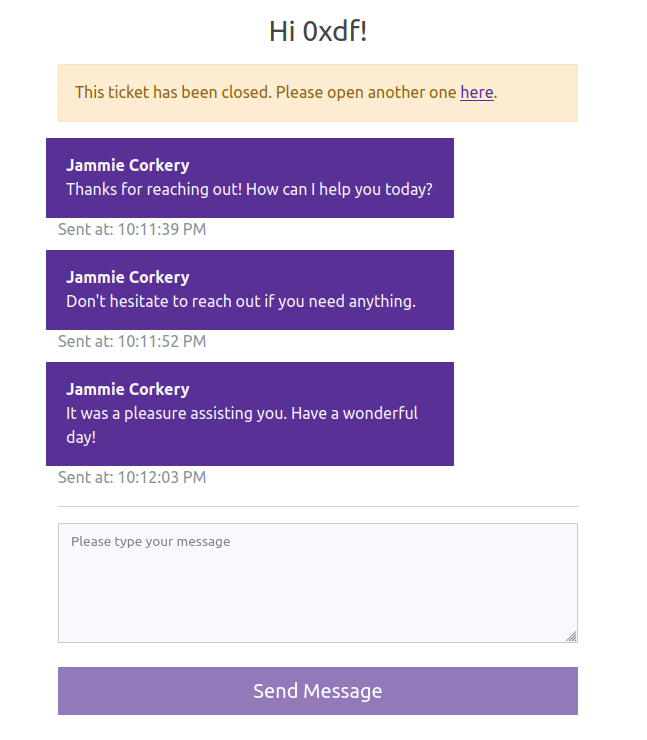 Hi 0xdf!
This ticket has been closed. Please open another one here.
Jammie Corkery
Thanks for reaching out! How can I help you today?
Sent at: 10:11:39 PM
Jammie Corkery
Don't hesitate to reach out if you need anything.
Sent at: 10:11:52 PM
Jammie Corkery
It was a pleasure assisting you. Have a wonderful
day!
Sent at: 10:12:03 PM
Please type your message
Send Message